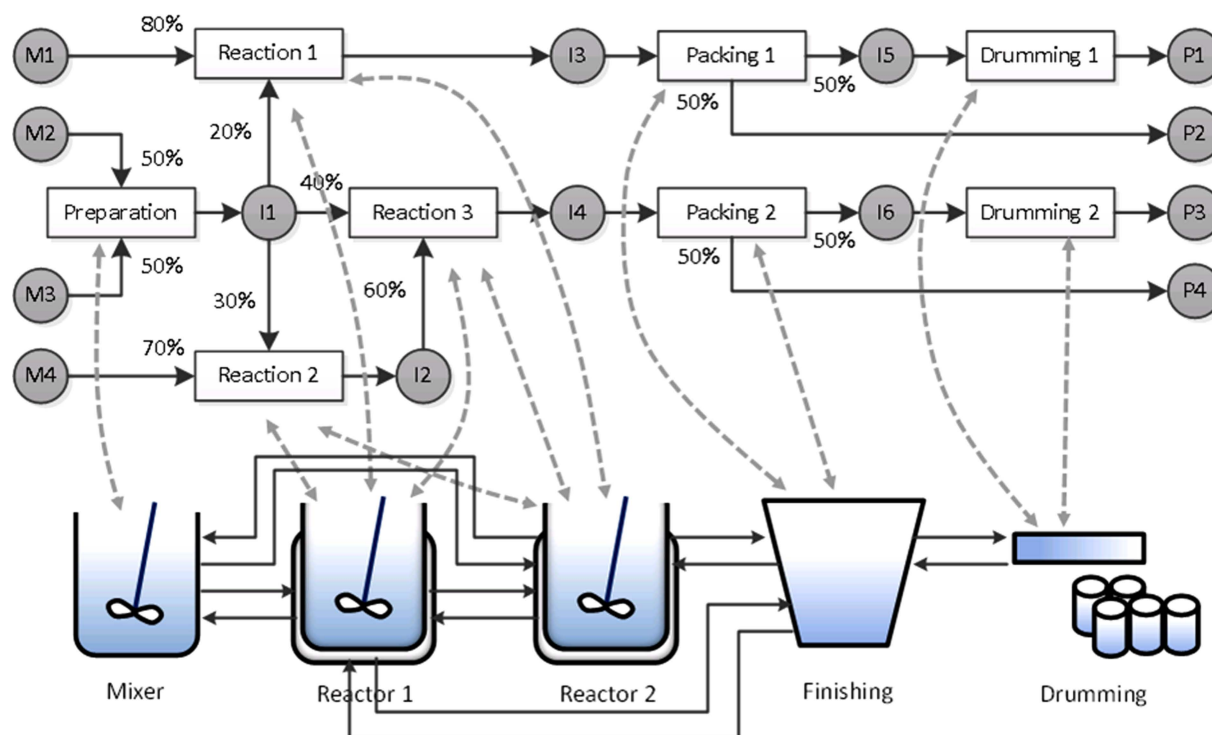 80%
M1
Reaction 1
I3
Packing 1
I5
Drumming 1
P1
50%
50%
M2
20%
P2
50%
40%
Preparation
I1
Reaction 3
I4
Packing 2
I6
Drumming 2
P3
50%
50%
50%
M3
30%
60%
P4
70%
M4
Reaction 2
I2
Mixer
Reactor 1
Reactor 2
Finishing
Drumming